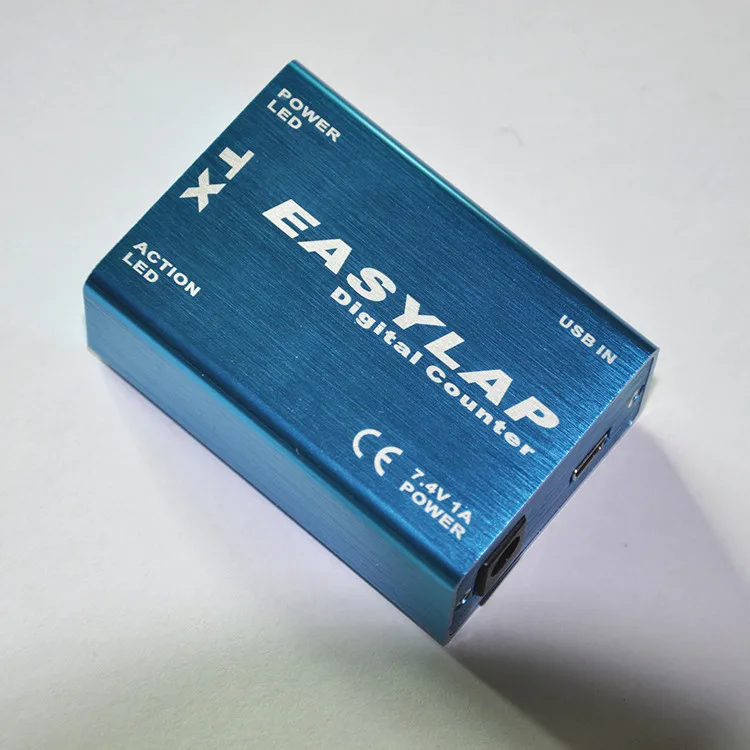 POWER
LED
TX
ACTION
LED
EASYLAP
Digital Counter
USB IN
CE
7.4V 1A
POWER